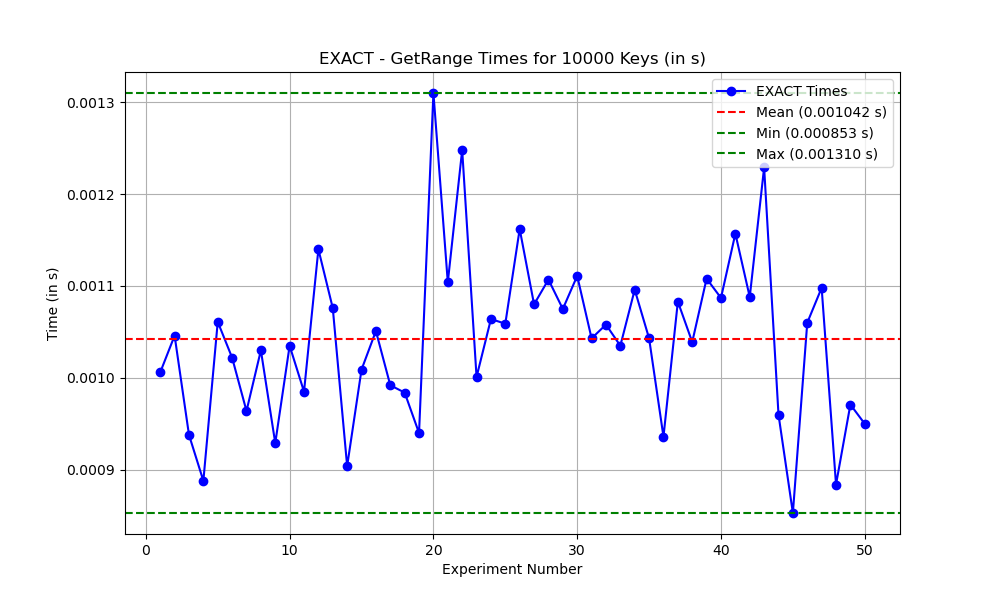 EXACT - GetRange Times for 10000 Keys (in s)
EXACT Times
Mean (0.001042 s)
Min (0.000853 s)
Max (0.001310 s)
Time (in s)
0.0013
0.0012
0.0011
0.0010
0.0009
0 10 20 30 40 50
Experiment Number